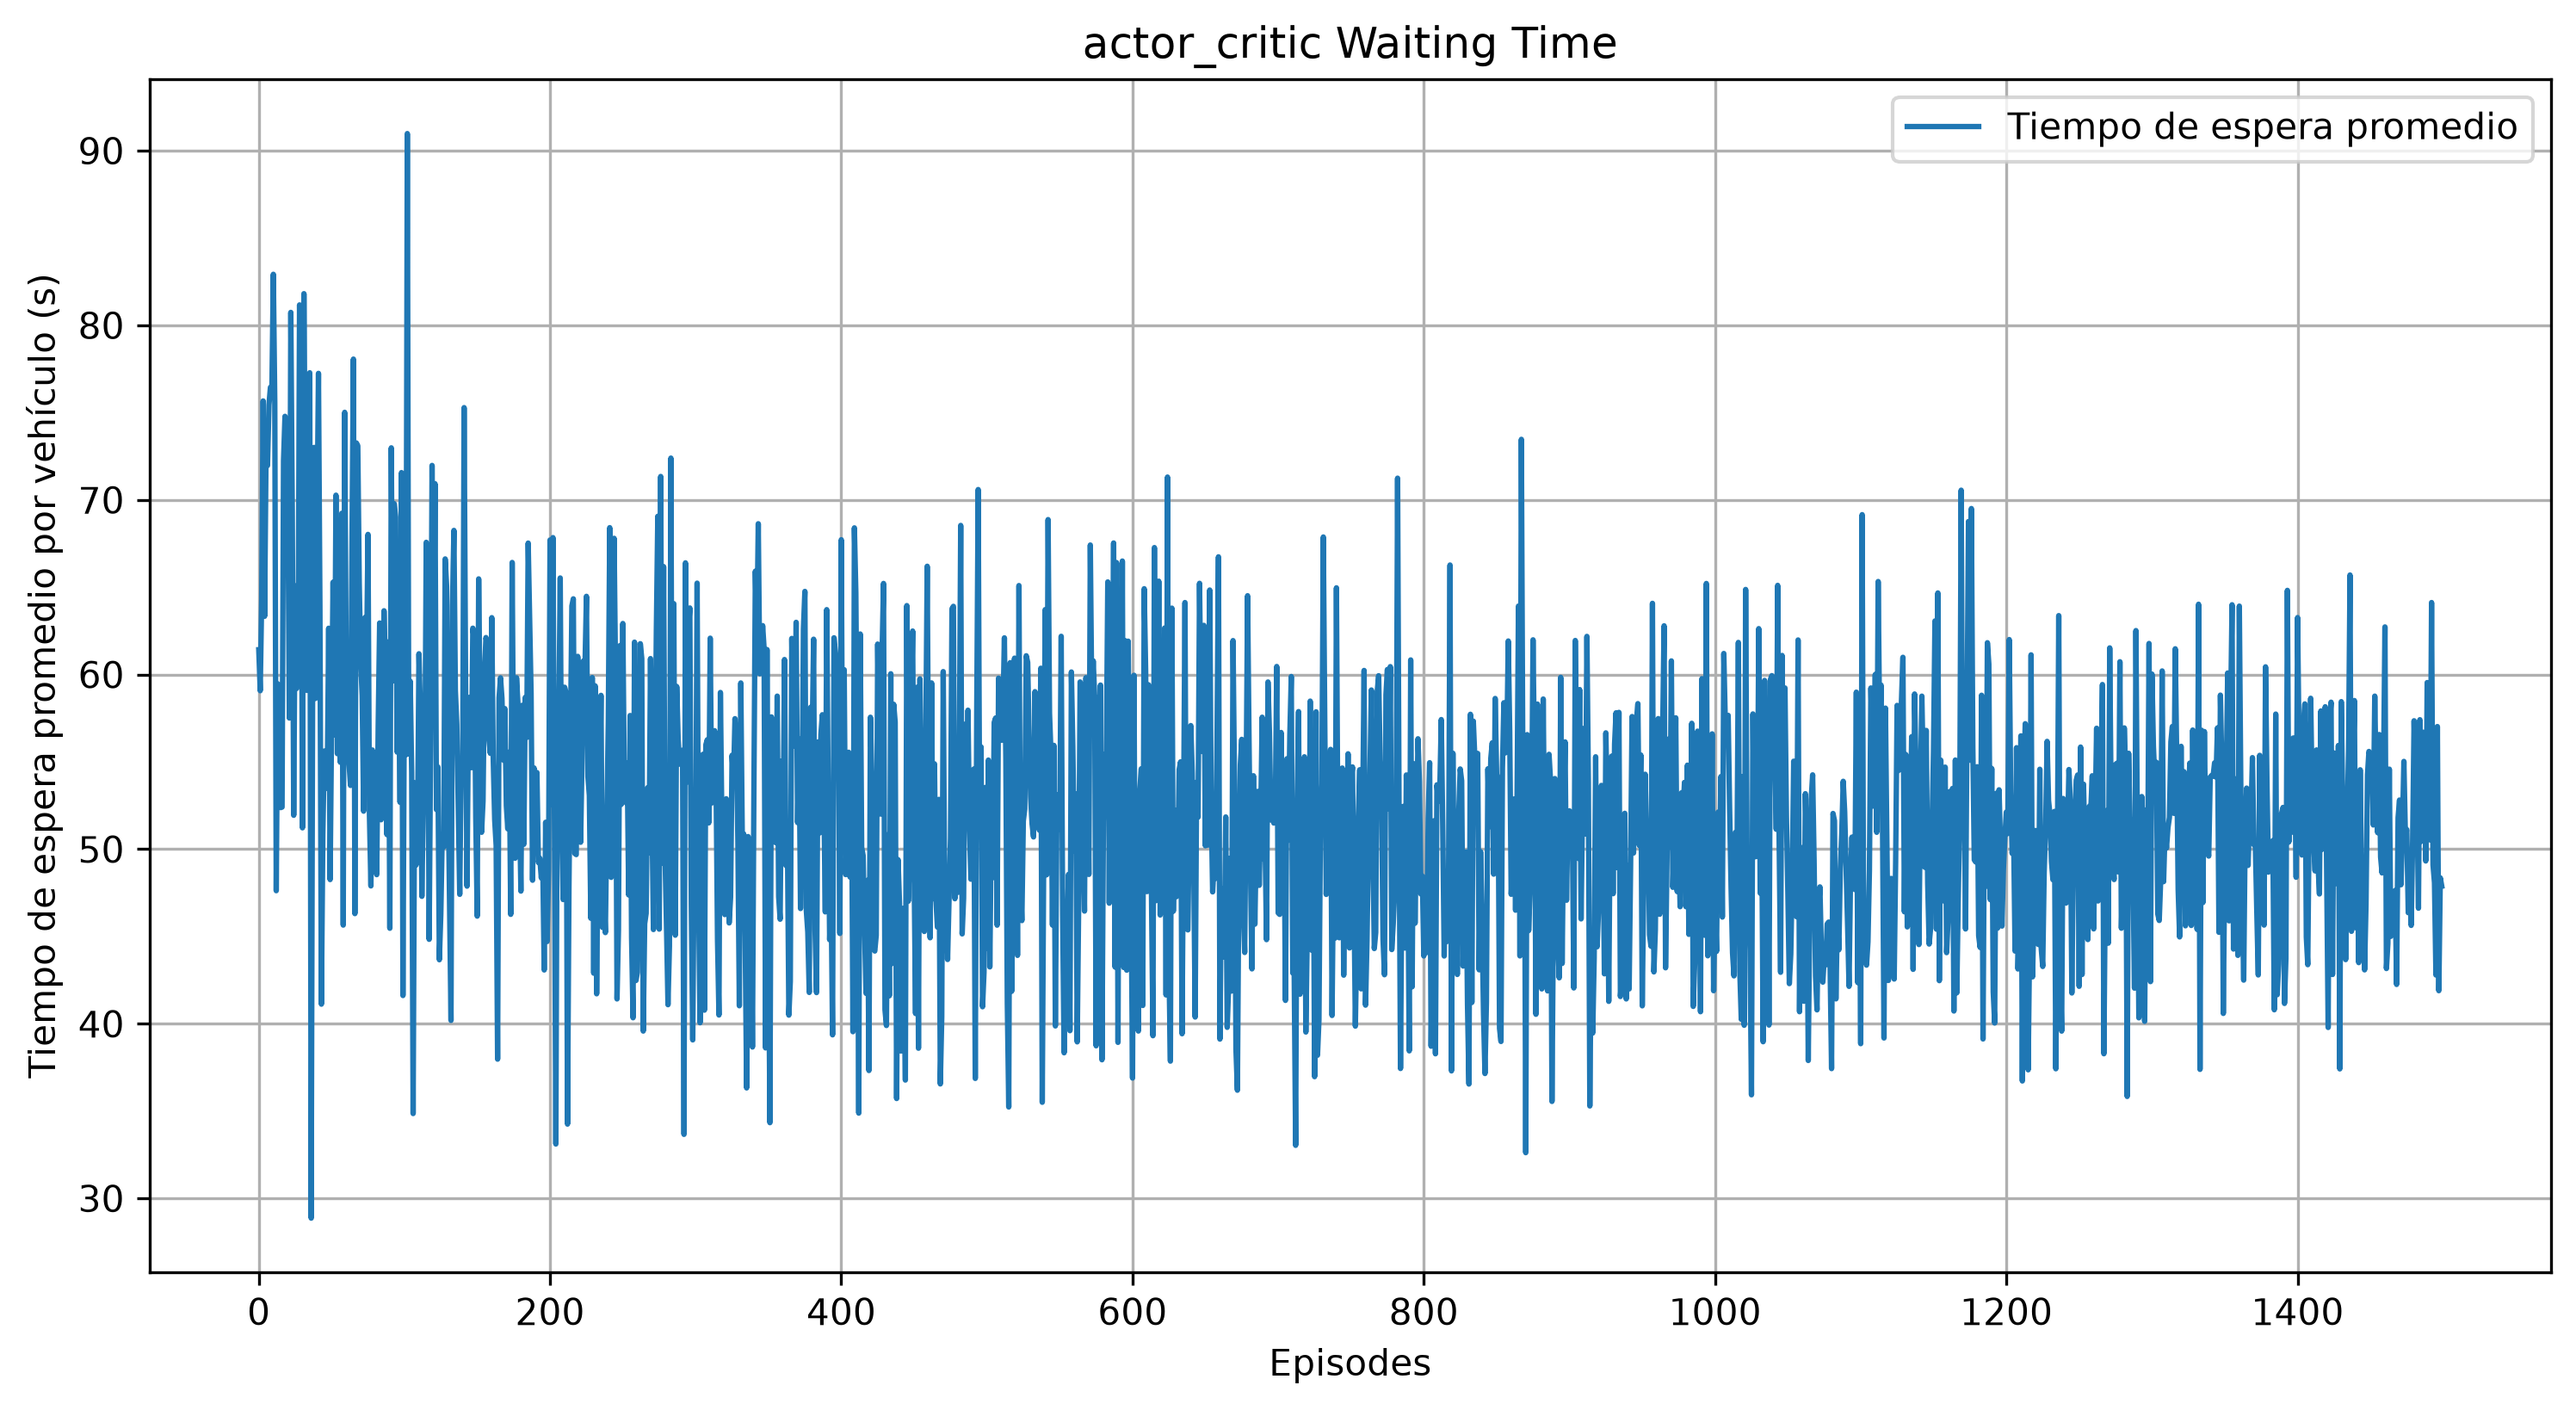 actor_critic Waiting Time
Tiempo de espera promedio
Tiempo de espera promedio por vehículo (s)
90
80
70
60
50
40
30
0 200 400 600 800 1000 1200 1400
Episodes